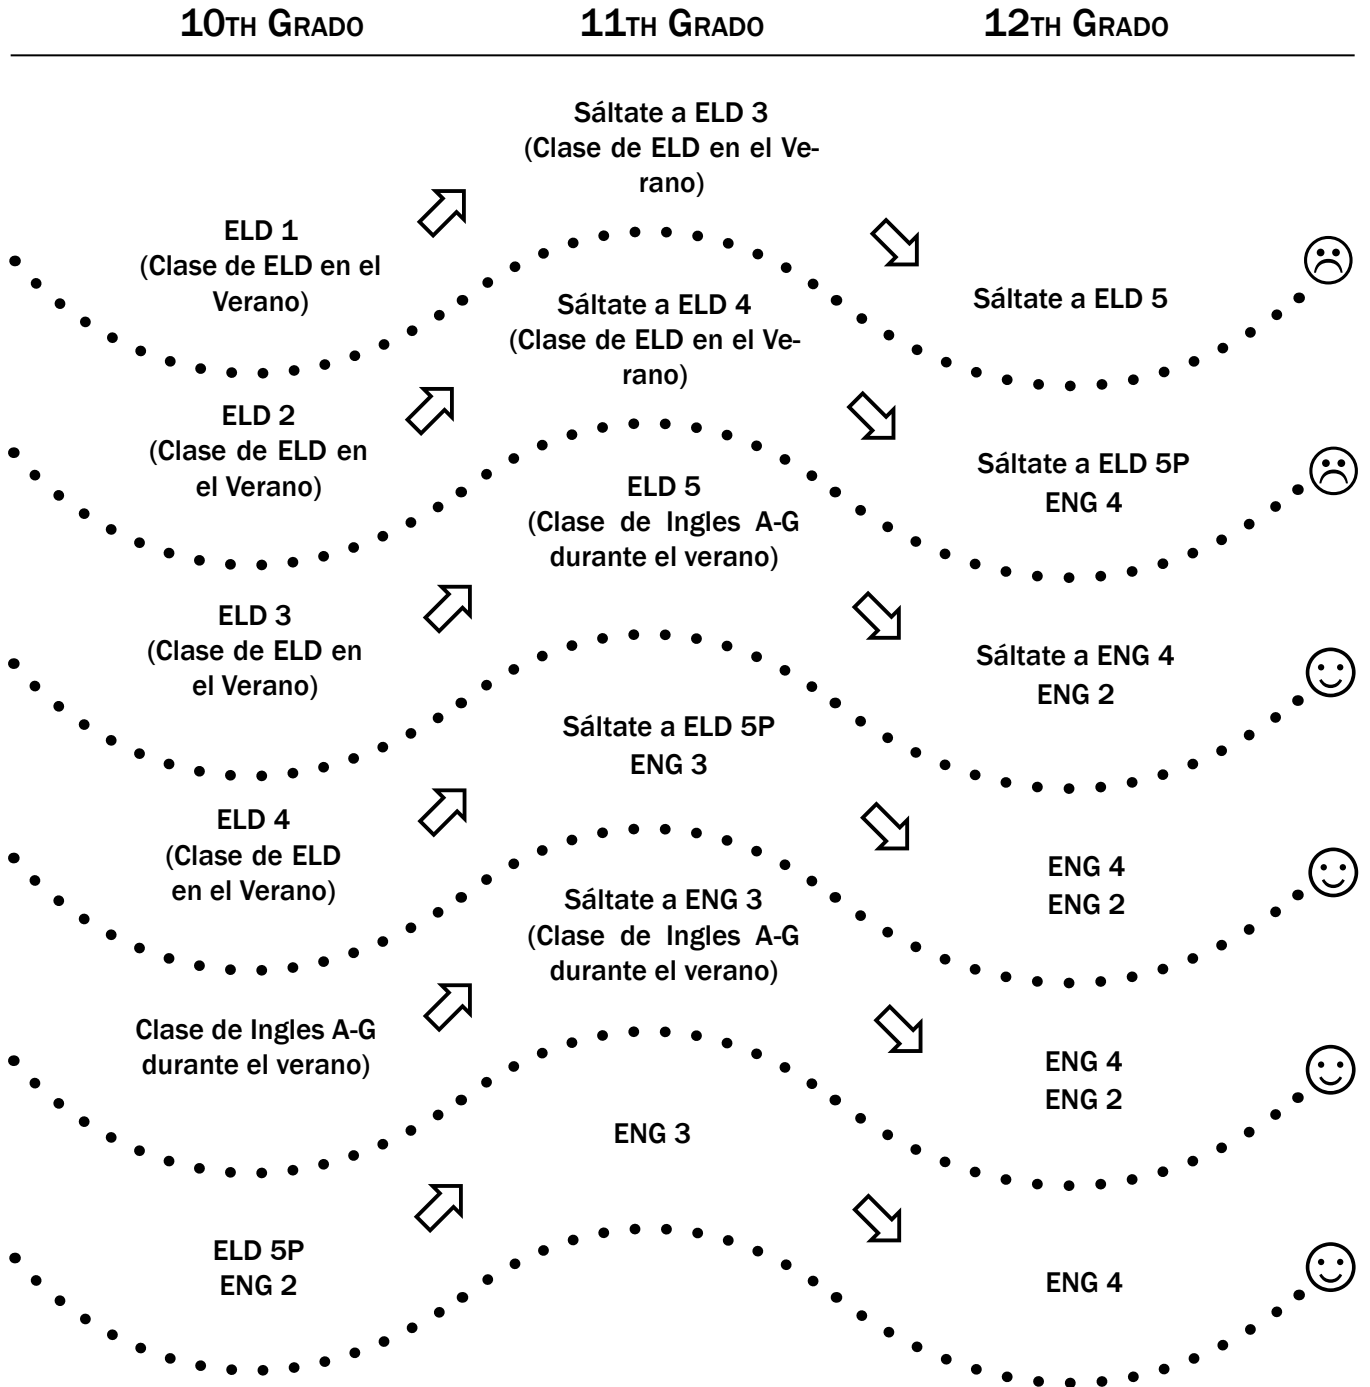 10TH GRADO
11TH GRADO
12TH GRADO
ELD 1
(Clase de ELD en el
Verano)
Sáltate a ELD 3
(Clase de ELD en el Ve-
rano)
Sáltate a ELD 5
ELD 2
(Clase de ELD en
el Verano)
Sáltate a ELD 4
(Clase de ELD en el Ve-
rano)
Sáltate a ELD 5P
ENG 4
ELD 3
(Clase de ELD en
el Verano)
ELD 5
(Clase de Ingles A-G
durante el verano)
Sáltate a ENG 4
ENG 2
ELD 4
(Clase de ELD
en el Verano)
Sáltate a ELD 5P
ENG 3
ENG 4
ENG 2
Clase de Ingles A-G
durante el verano)
Sáltate a ENG 3
(Clase de Ingles A-G
durante el verano)
ENG 4
ENG 2
ELD 5P
ENG 2
ENG 3
ENG 4